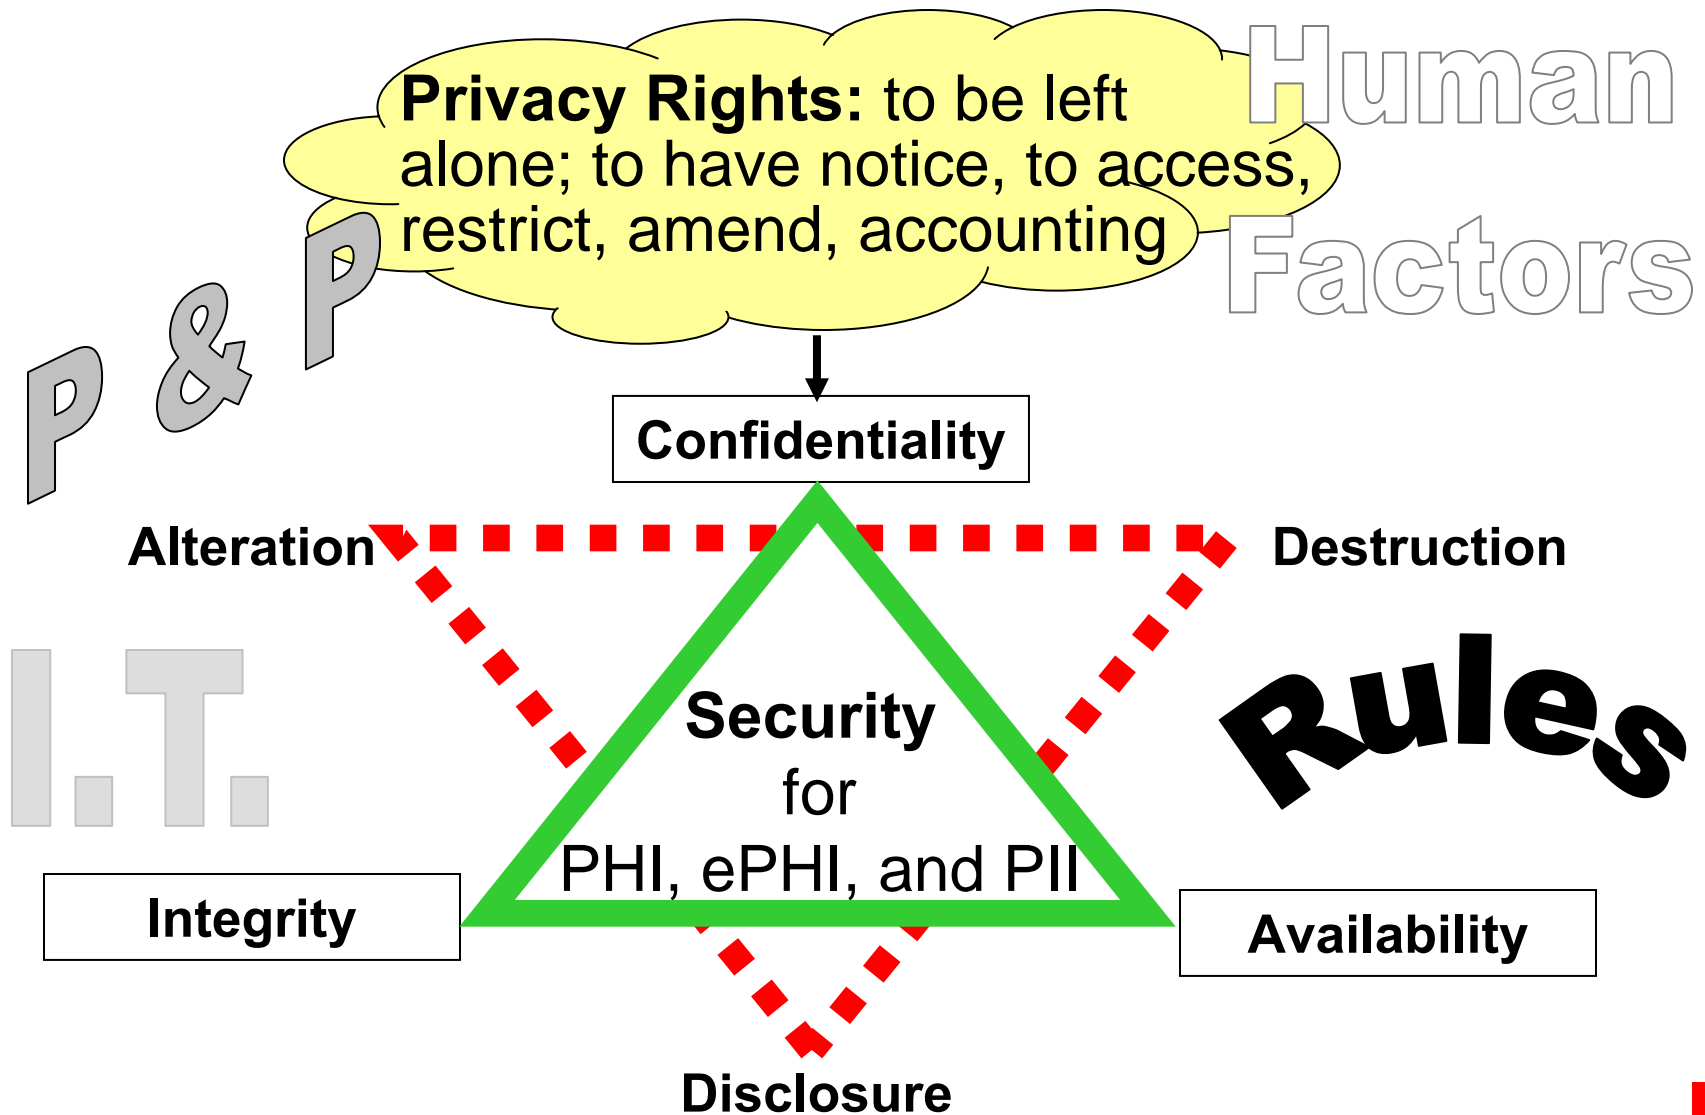 Human
Factors
Privacy Rights: to be left
alone; to have notice, to access,
restrict, amend, accounting
P & P
Confidentiality
Alteration
Destruction
I.T.
Rules
Security
for
PHI, ePHI, and PII
Integrity
Availability
Disclosure